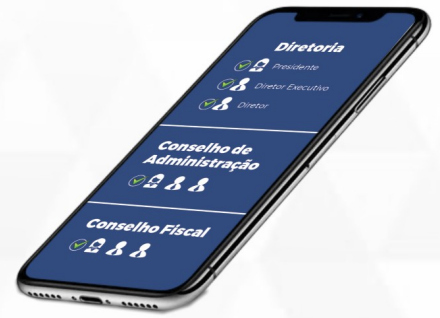 Diretoria
Presidente
Diretor Executivo
Diretor
Conselho de
Administração
Conselho Fiscal